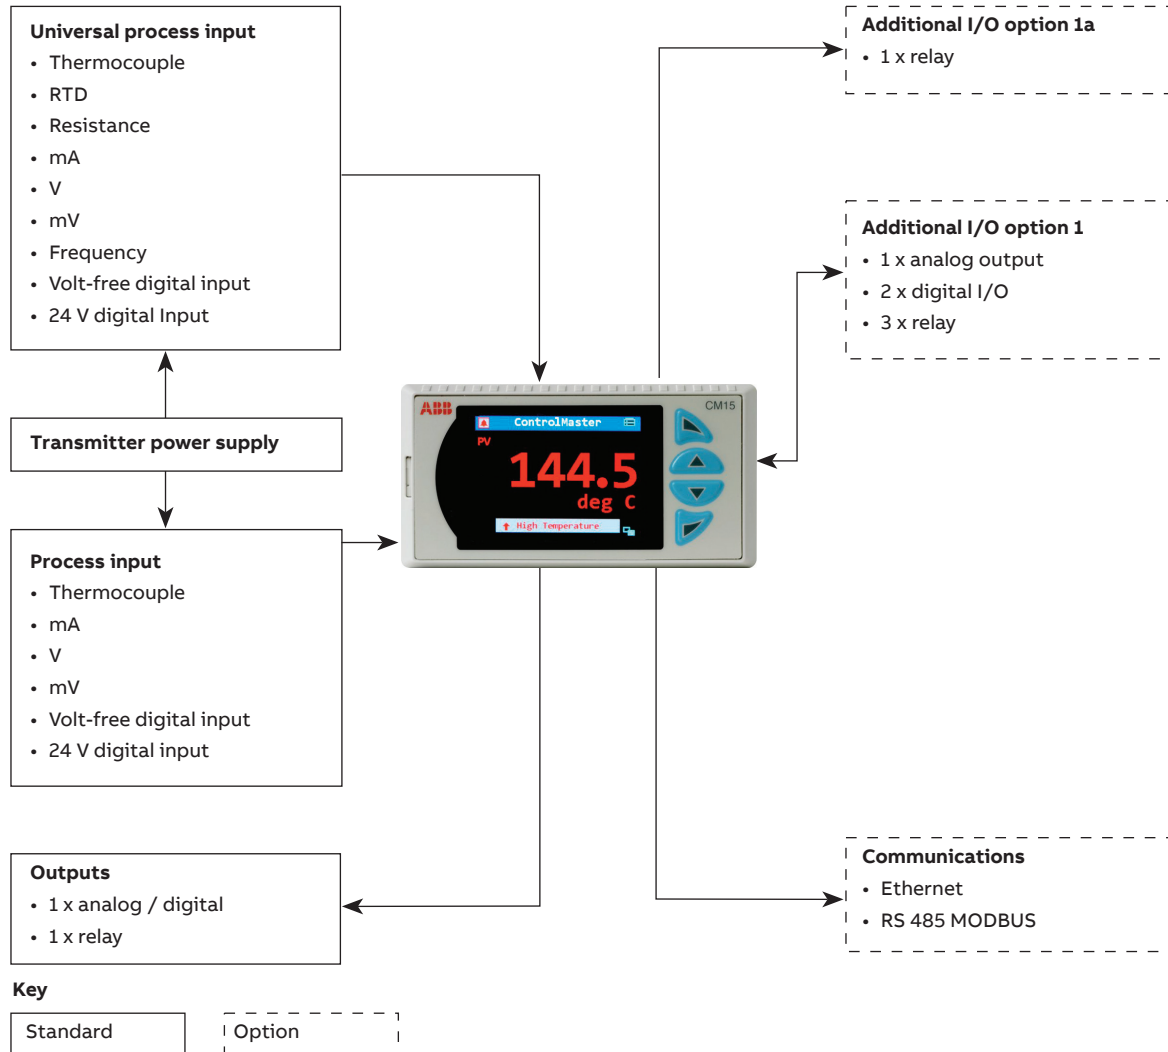 Universal process input
• Thermocouple
• RTD
• Resistance
• mA
• V
• mV
• Frequency
• Volt-free digital input
• 24 V digital Input
Transmitter power supply
Process input
• Thermocouple
• mA
• V
• mV
• Volt-free digital input
• 24 V digital input
Outputs
• 1 x analog / digital
• 1 x relay
Additional I/O option 1a
• 1 x relay
Additional I/O option 1
• 1 x analog output
• 2 x digital I/O
• 3 x relay
ABB
CM15
ControlMaster
PV
144.5
deg C
High Temperature
Communications
• Ethernet
• RS 485 MODBUS
Key
Standard
Option